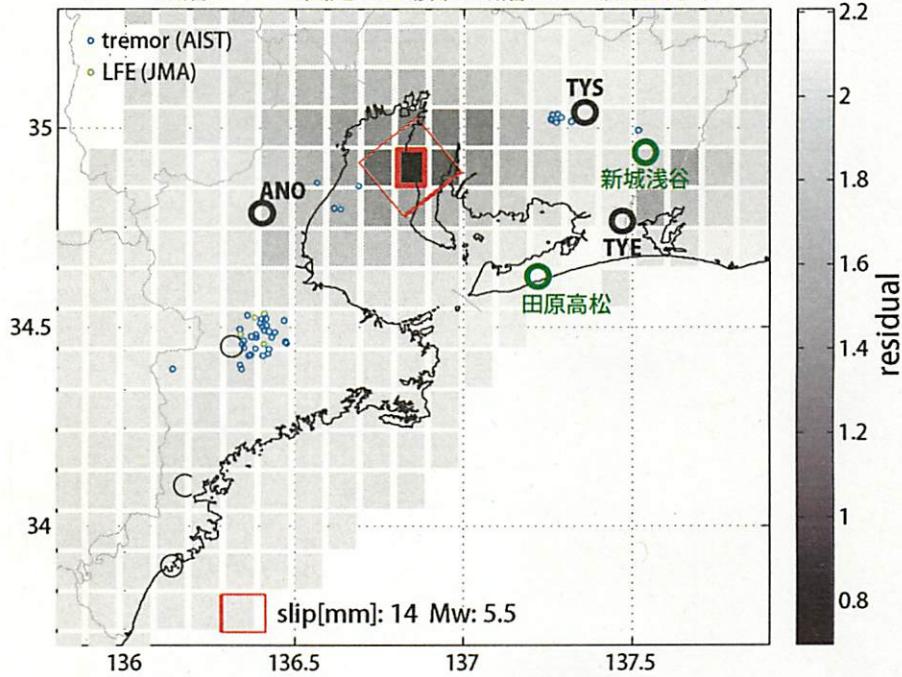 tremor (AIST)
LFE (JMA)
TYS
新城浅谷
ANO
TYE
田原高松
slip[mm]: 14 Mw: 5.5
35
34.5
34
136
136.5
137
137.5
2.2
2
1.8
1.6
1.4
1.2
1
0.8
residual